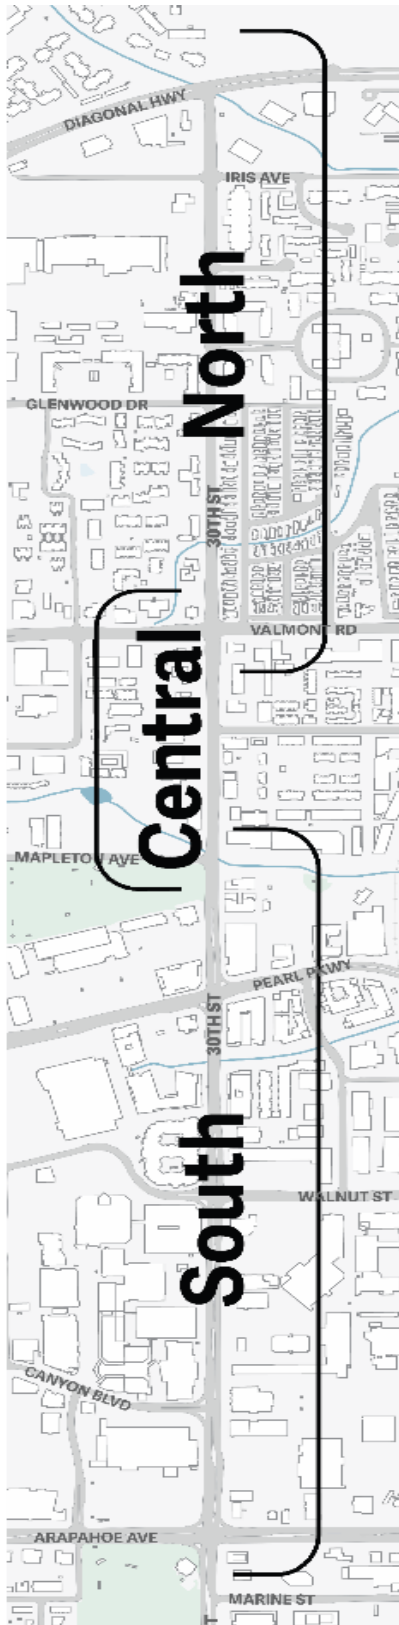 DIAGONAL HWY
IRIS AVE
North
GLENWOOD DR
30TH ST
VALMONT RD
Central
MAPLETON AVE
PEARL PKWY
30TH ST
South
WALNUT ST
CANYON BLVD
ARAPAHOE AVE
MARINE ST
T